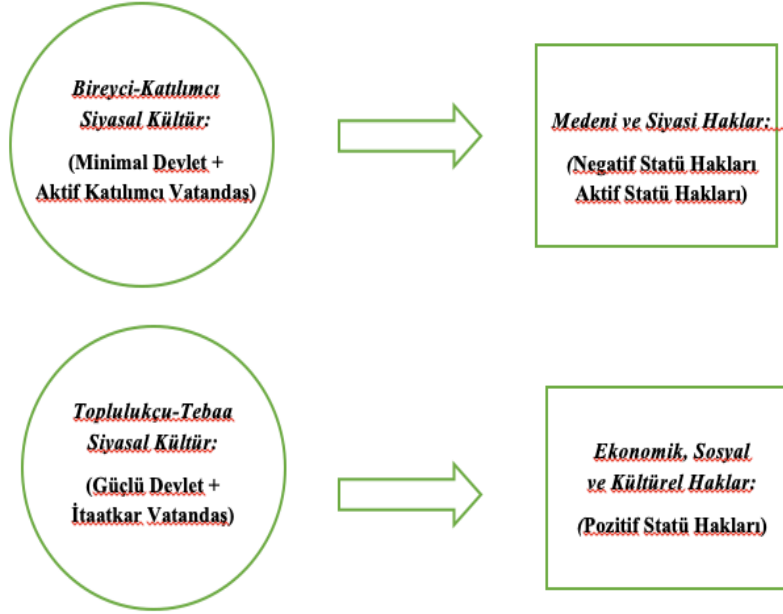 Bireyci-Katılımcı
Siyasal Kültür:
(Minimal Devlet +
Aktif Katılımcı Vatandaş)
Medeni ve Siyasi Haklar:
(Negatif Statü Hakları
Aktif Statü Hakları)
Toplulukçu-Tebaa
Siyasal Kültür:
(Güçlü Devlet +
İtaatkar Vatandaş)
Ekonomik, Sosyal
ve Kültürel Haklar:
(Pozitif Statü Hakları)